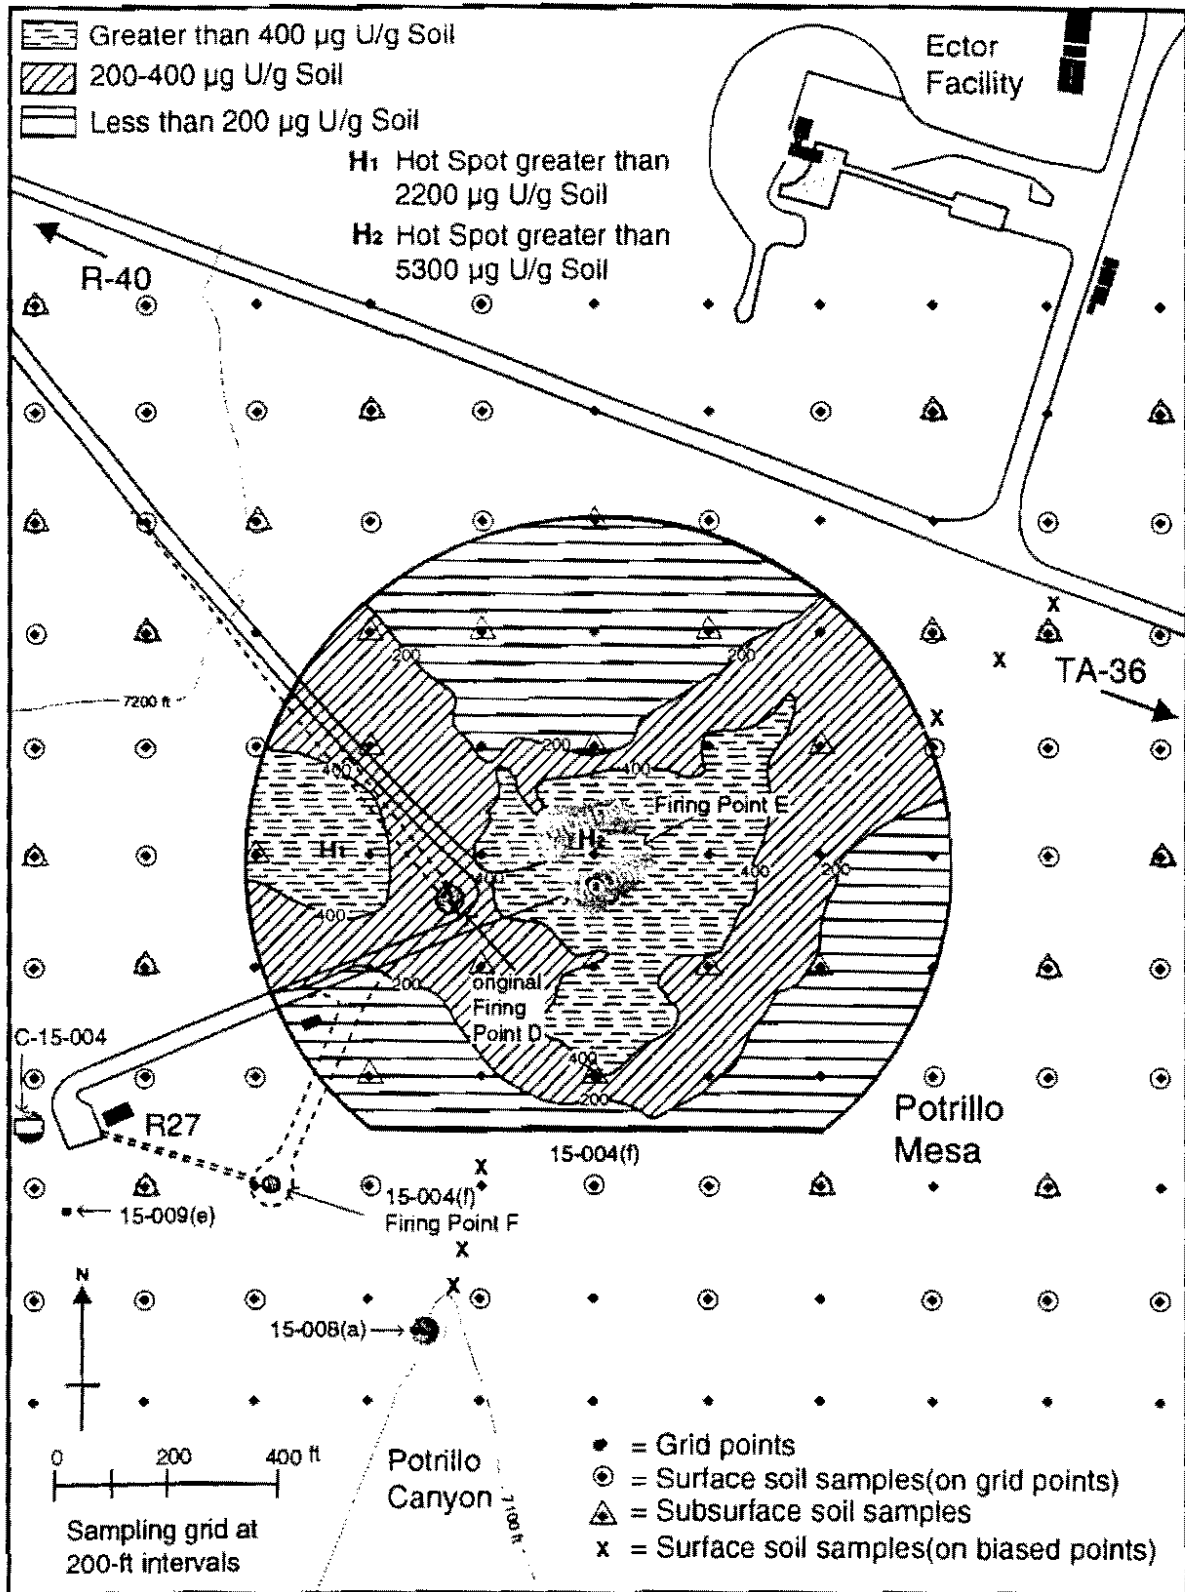 Greater than 400 µg U/g Soil
200-400 µg U/g Soil
Less than 200 µg U/g Soil
H1 Hot Spot greater than
2200 µg U/g Soil
H2 Hot Spot greater than
5300 µg U/g Soil
Ector
Facility
R-40
TA-36
7200 ft
200
200
200
400
400
Firing Point E
H1
H2
400
400
200
400
200
original
Firing
Point D
400
200
C-15-004
R27
Potrillo
Mesa
15-004(f)
15-004(f)
Firing Point F
15-009(e)
N
15-008(a)
0 200 400 ft
Sampling grid at
200-ft intervals
Potrillo
Canyon
7100 ft
= Grid points
= Surface soil samples(on grid points)
= Subsurface soil samples
x = Surface soil samples(on biased points)